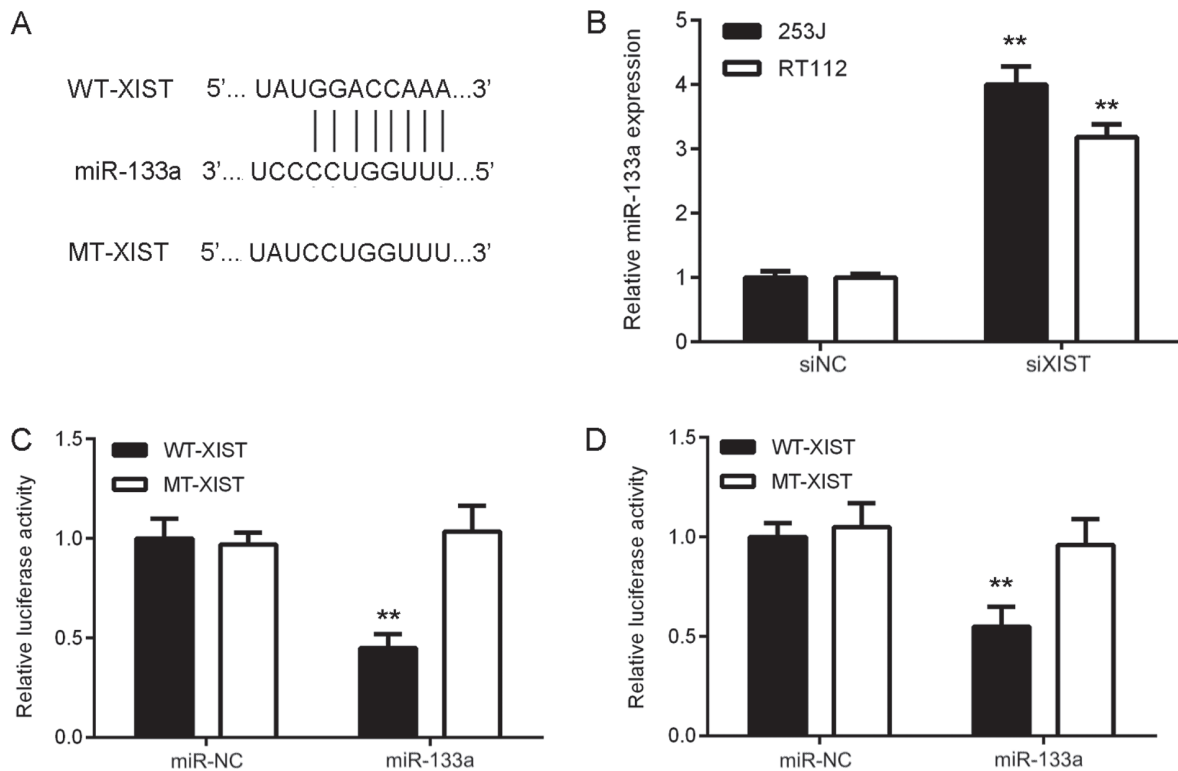 A
WT-XIST 5’... UAUGGACCAAA...3’
miR-133a 3’... UCCCCUGGUUU...5’
MT-XIST 5’... UAUCCUGGUUU...3’
B
253J
RT112
Relative miR-133a expression
5
4
3
2
1
0
**
**
siNC
siXIST
C
WT-XIST
MT-XIST
Relative luciferase activity
1.5
1.0
0.5
0.0
**
miR-NC
miR-133a
D
WT-XIST
MT-XIST
Relative luciferase activity
1.5
1.0
0.5
0.0
**
miR-NC
miR-133a